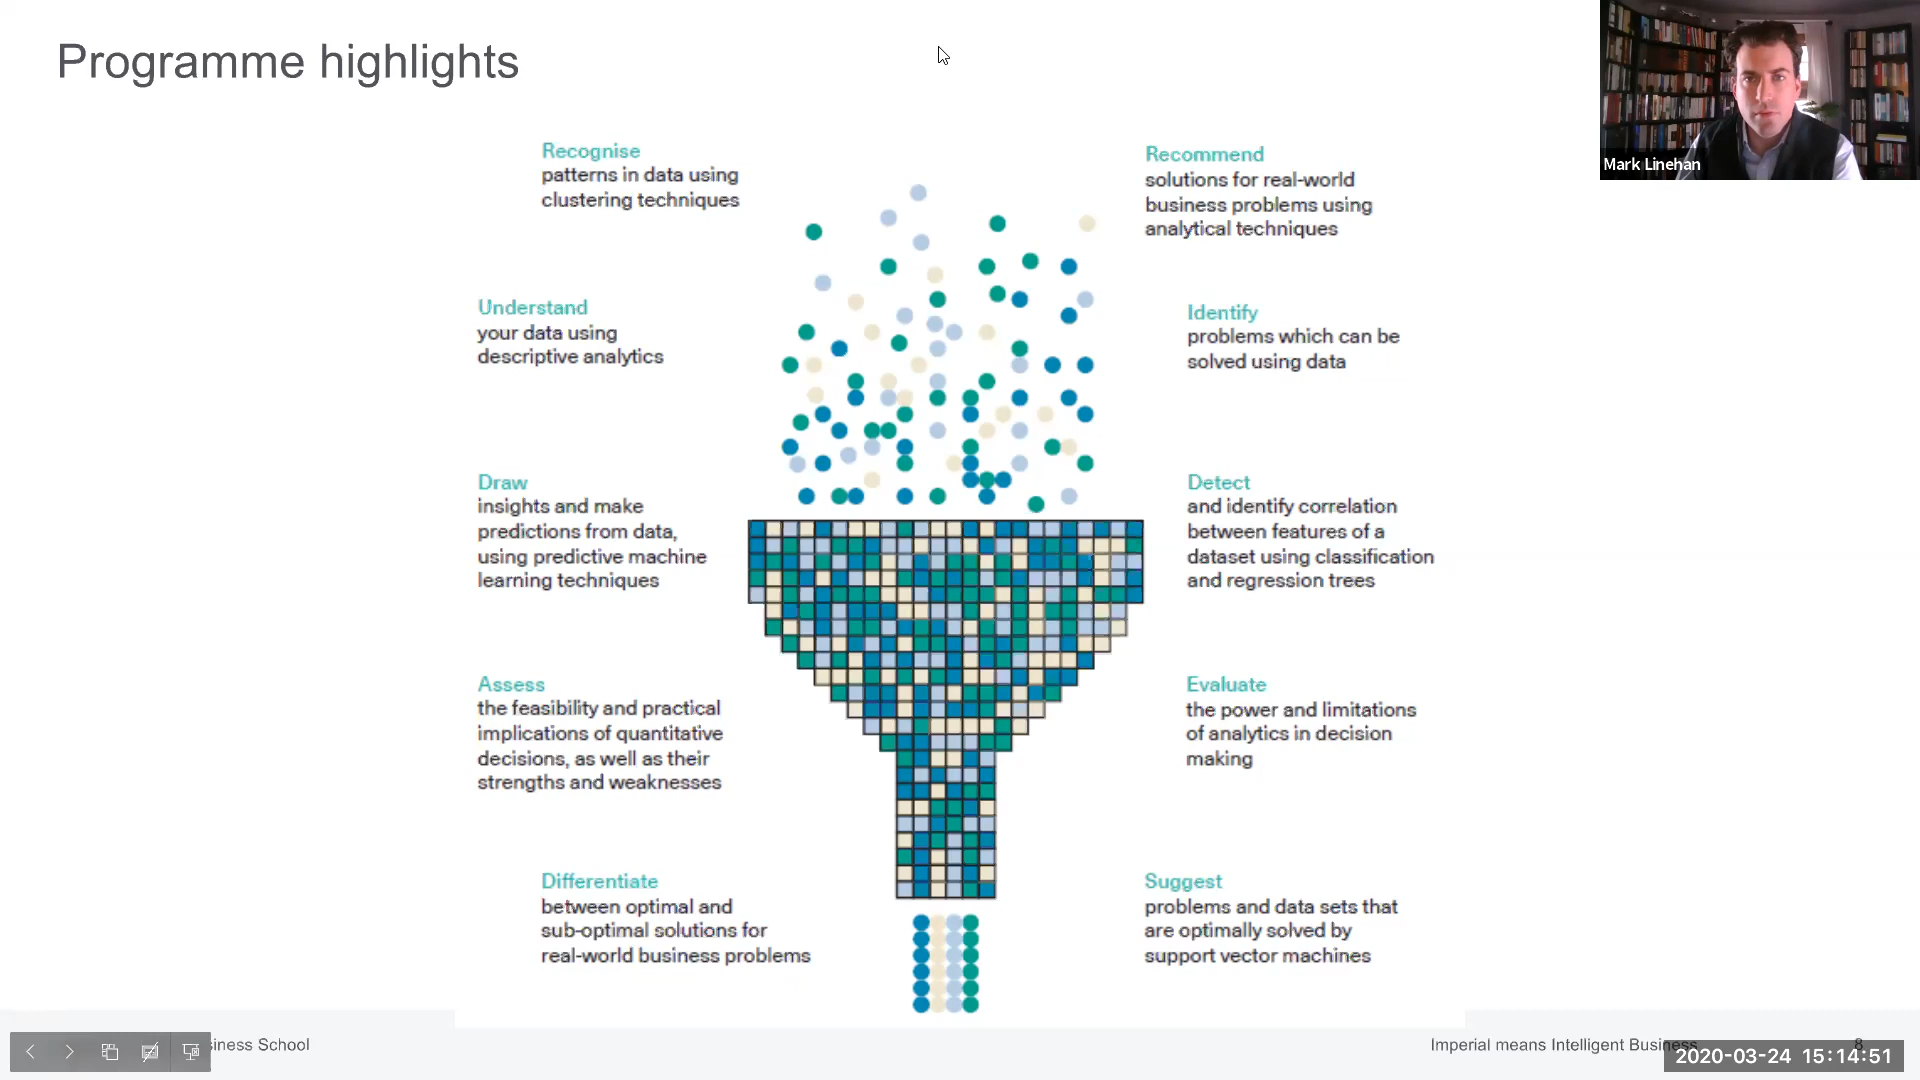 Programme highlights
Mark Linehan
Recognise
patterns in data using
clustering techniques
Recommend
solutions for real-world
business problems using
analytical techniques
Understand
your data using
descriptive analytics
Identify
problems which can be
solved using data
Draw
insights and make
predictions from data,
using predictive machine
learning techniques
Detect
and identify correlation
between features of a
dataset using classification
and regression trees
Assess
the feasibility and practical
implications of quantitative
decisions, as well as their
strengths and weaknesses
Evaluate
the power and limitations
of analytics in decision
making
Differentiate
between optimal and
sub-optimal solutions for
real-world business problems
Suggest
problems and data sets that
are optimally solved by
support vector machines
School
Imperial means Intelligent Business
8
2020-03-24 15:14:51